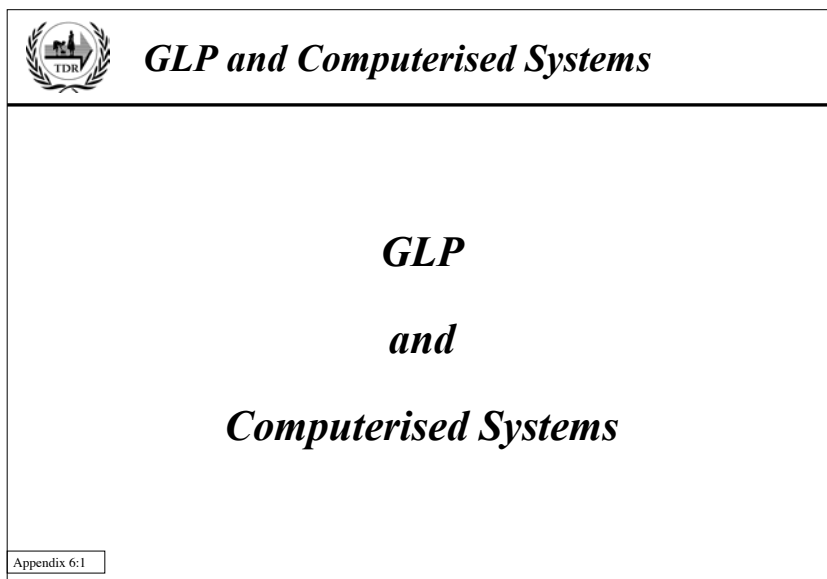 TDR
GLP and Computerised Systems
GLP
and
Computerised Systems
Appendix 6:1